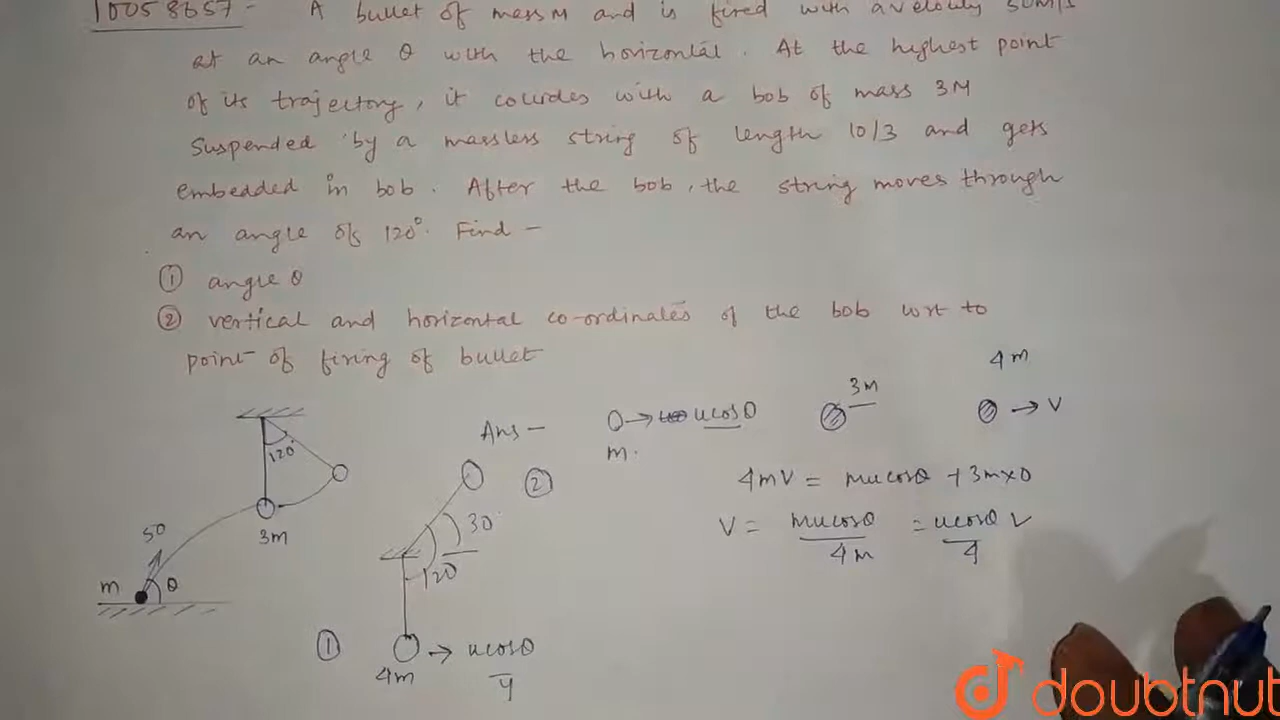 10058657 - A bullet of mass M and is fired with a velocity 50m/s
at an angle θ with the horizontal. At the highest point
of its trajectory, it collides with a bob of mass 3M
suspended by a massless string of length 10/3 and gets
embedded in bob. After the bob, the string moves through
an angle of 120°. Find -
① angle θ
② vertical and horizontal co-ordinates of the bob wrt to
point of firing of bullet
4m
3m
→ ucosθ
→ V
Ans -
m.
120°
②
4mV = mucosθ + 3m×0
50
3m
30
V = mucosθ/4m = ucosθ/4
m
θ
120
①
→ ucosθ/4
4m
doubtnut